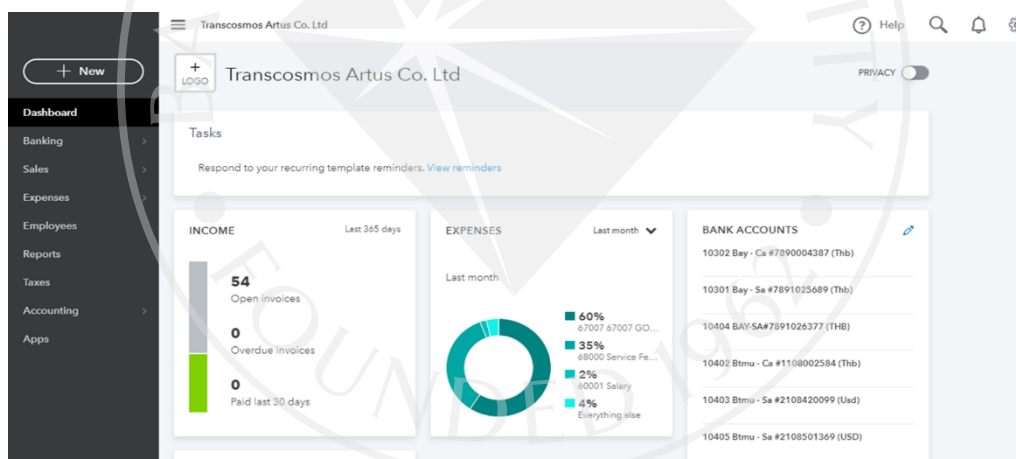 Transcosmos Artus Co. Ltd
Help
+ New
+
LOGO
Transcosmos Artus Co. Ltd
PRIVACY
Dashboard
Banking
Sales
Expenses
Employees
Reports
Taxes
Accounting
Apps
Tasks
Respond to your recurring template reminders. View reminders
INCOME
Last 365 days
54
Open invoices
0
Overdue invoices
0
Paid last 30 days
EXPENSES
Last month
Last month
60%
67007 67007 GO...
35%
68000 Service Fe...
2%
60001 Salary
4%
Everything else
BANK ACCOUNTS
10302 Bay - Ca #7890004387 (Thb)
10301 Bay - Sa #7891025689 (Thb)
10404 BAY-SA#7891026377 (THB)
10402 Btmu - Ca #1108002584 (Thb)
10403 Btmu - Sa #2108420099 (Usd)
10405 Btmu - Sa #2108501369 (USD)
FOUNDED 1962